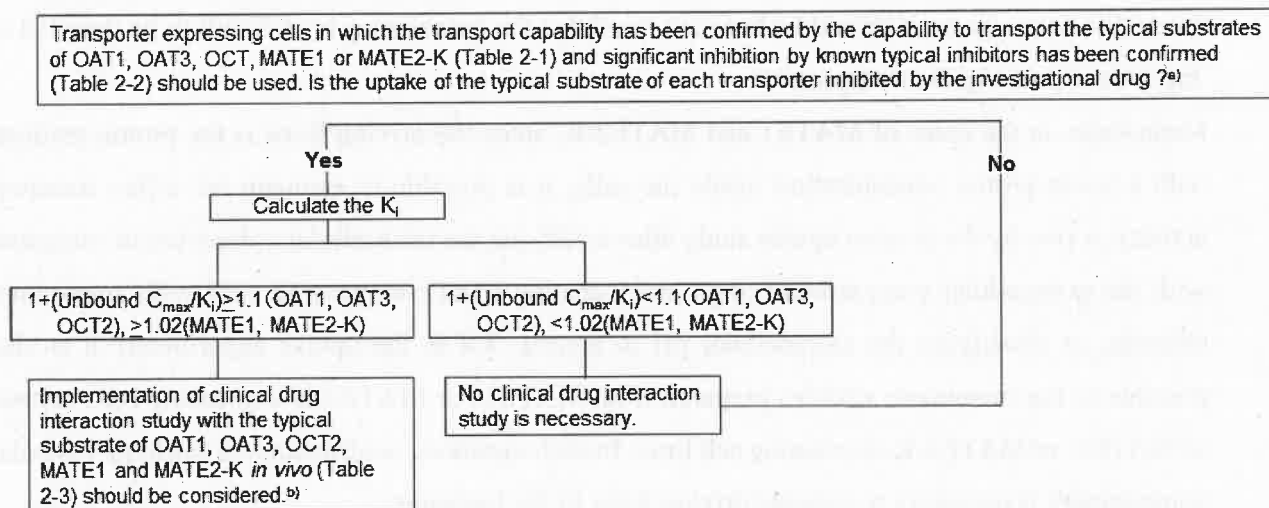 Transporter expressing cells in which the transport capability has been confirmed by the capability to transport the typical substrates
of OAT1, OAT3, OCT, MATE1 or MATE2-K (Table 2-1) and significant inhibition by known typical inhibitors has been confirmed
(Table 2-2) should be used. Is the uptake of the typical substrate of each transporter inhibited by the investigational drug ?a)
Yes
No
Calculate the Ki
1+(Unbound Cmax/Ki)≥1.1(OAT1, OAT3,
OCT2), ≥1.02(MATE1, MATE2-K)
1+(Unbound Cmax/Ki)<1.1(OAT1, OAT3,
OCT2), <1.02(MATE1, MATE2-K)
Implementation of clinical drug
interaction study with the typical
substrate of OAT1, OAT3, OCT2,
MATE1 and MATE2-K in vivo (Table
2-3) should be considered.b)
No clinical drug interaction
study is necessary.